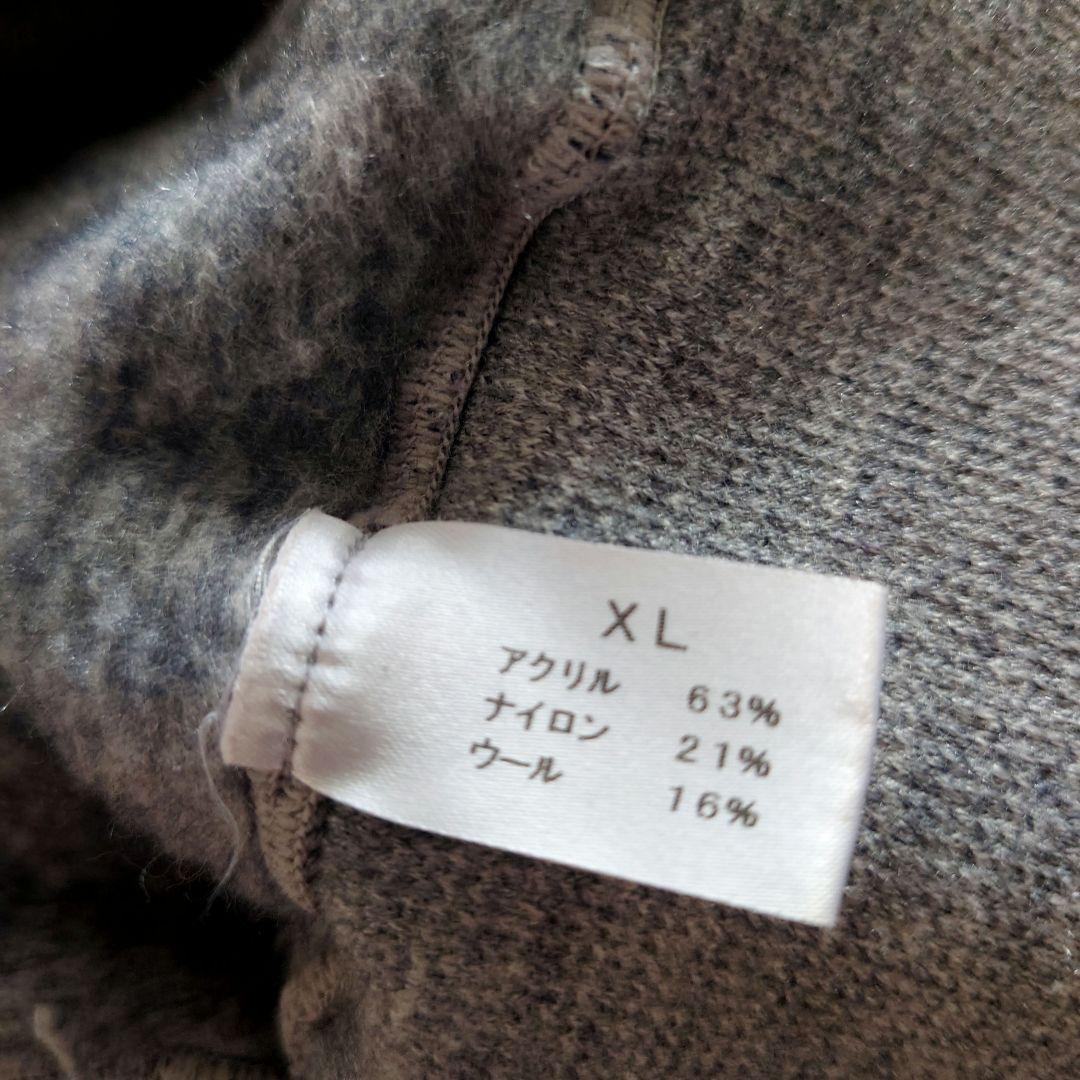 XL
アクリル 63%
ナイロン 21%
ウール 16%